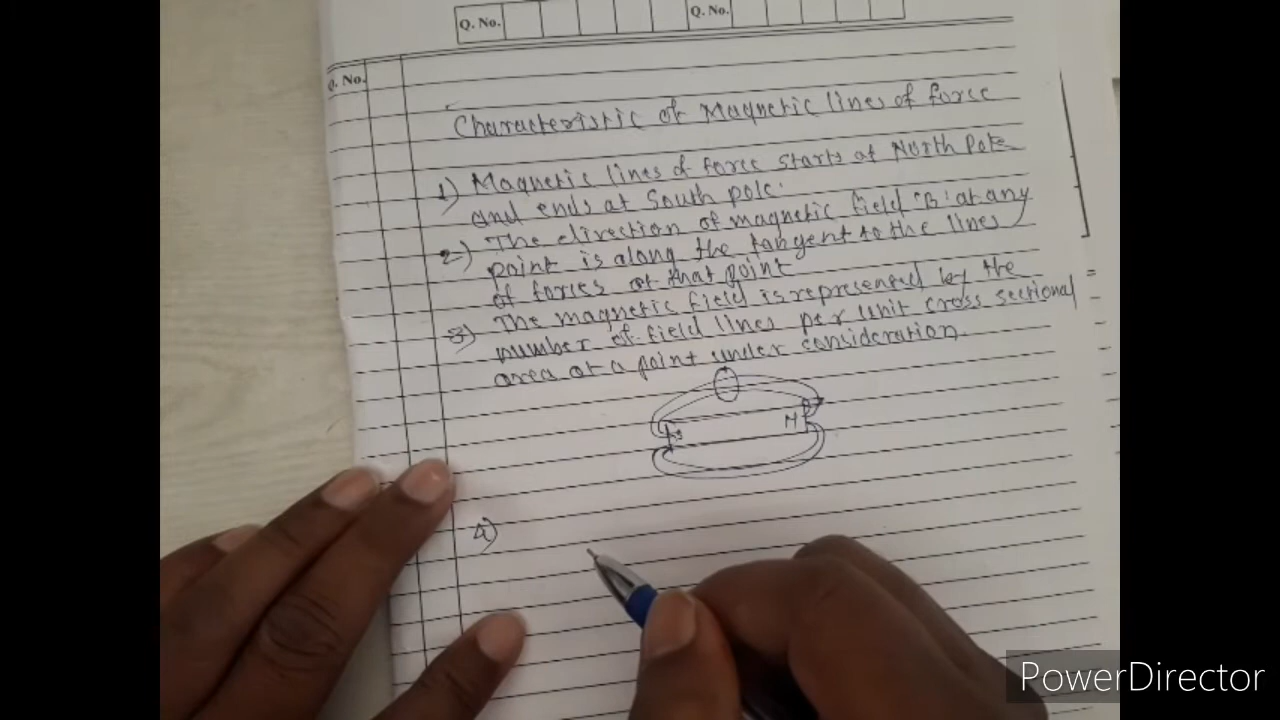 Q. No.
Q. No.
Q. No.
Characteristic of Magnetic lines of force
1) Magnetic lines of force starts at North Pole
and ends at South pole.
2) The direction of magnetic field 'B' at any
point is along the tangent to the lines
of forces at that point
3) The magnetic field is represented by the
number of field lines per unit cross sectional
area at a point under consideration.
S N
4)
PowerDirector